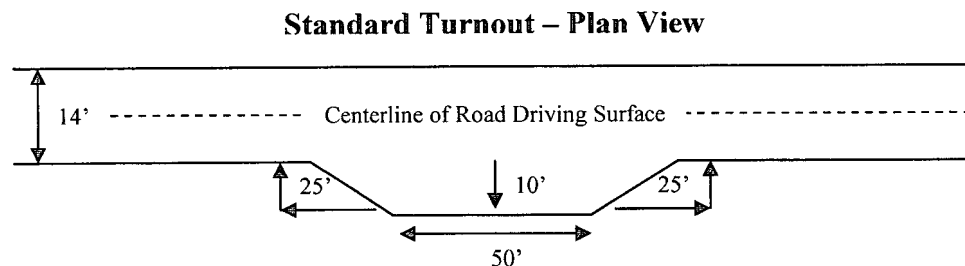 Standard Turnout – Plan View
14'
Centerline of Road Driving Surface
25'
10'
25'
50'